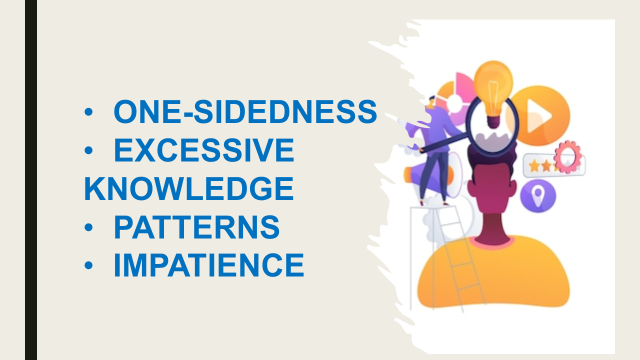 • ONE-SIDEDNESS
• EXCESSIVE
KNOWLEDGE
• PATTERNS
• IMPATIENCE